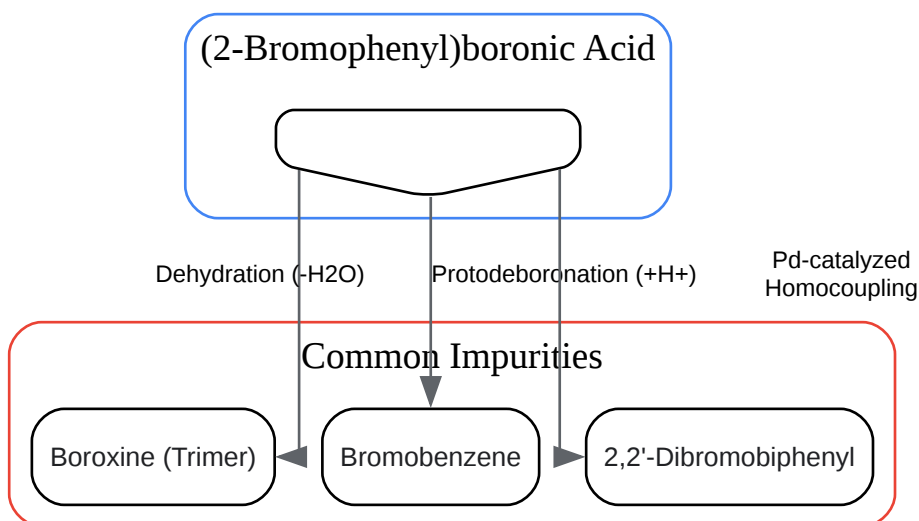 (2-Bromophenyl)boronic Acid
Dehydration (-H2O)
Protodeboronation (+H+)
Pd-catalyzed
Homocoupling
Common Impurities
Boroxine (Trimer)
Bromobenzene
2,2'-Dibromobiphenyl